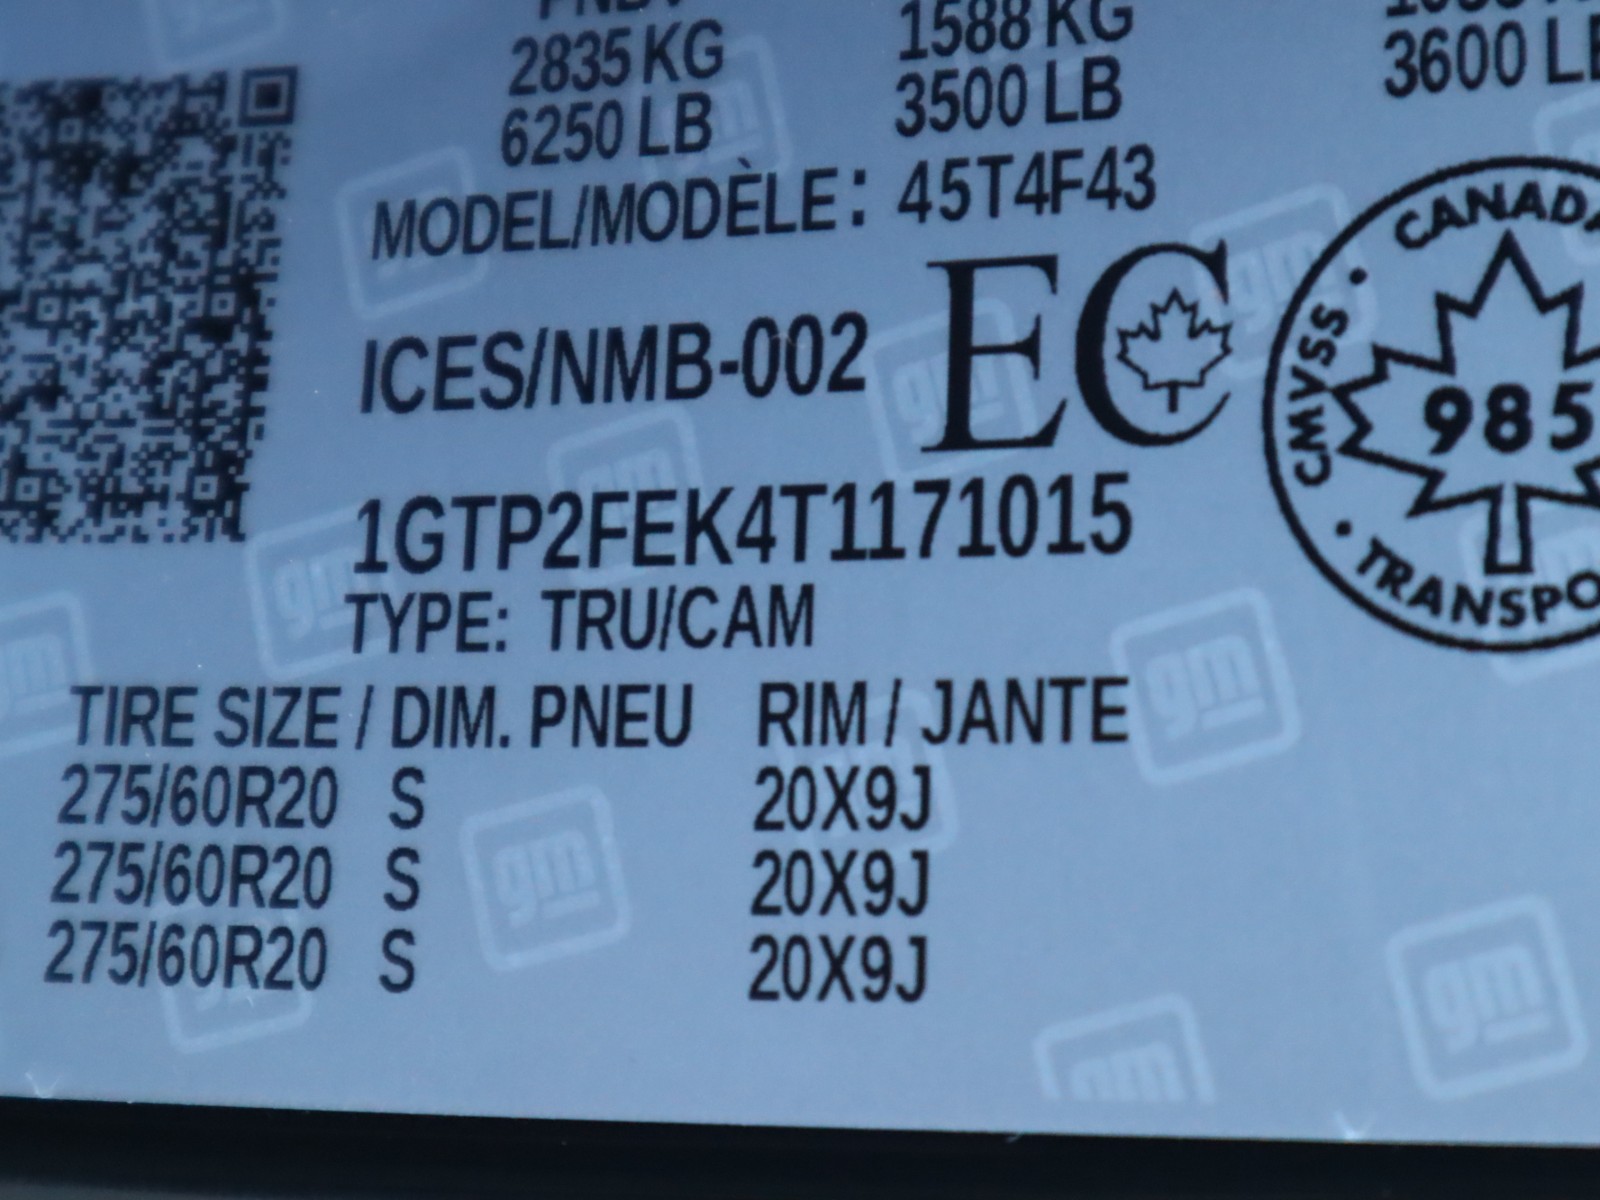 2835 KG 1588 KG
6250 LB 3500 LB 3600 LB
MODEL/MODÈLE: 45T4F43
ICES/NMB-002 EC
CANADA
CMVSS
985
TRANSPO
1GTP2FEK4T1171015
TYPE: TRU/CAM
TIRE SIZE / DIM. PNEU RIM / JANTE
275/60R20 S 20X9J
275/60R20 S 20X9J
275/60R20 S 20X9J
gm